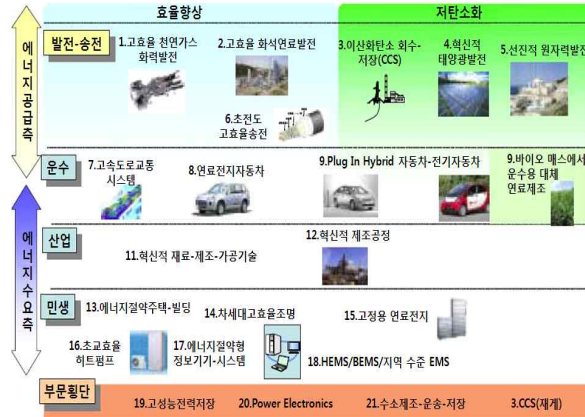 효율향상
저탄소화
에너지공급측
발전-송전
1.고효율 천연가스
화력발전
2.고효율 화석연료발전
3.이산화탄소 회수-
저장(CCS)
4.혁신적
태양광발전
5.선진적 원자력발전
6.초전도
고효율송전
운수
7.고속도로교통
시스템
8.연료전지자동차
9.Plug In Hybrid 자동차-전기자동차
9.바이오 매스에서
운수용 대체
연료제조
에너지수요측
산업
11.혁신적 재료-제조-가공기술
12.혁신적 제조공정
민생
13.에너지절약주택-빌딩
14.차세대고효율조명
15.고정용 연료전지
16.초고효율
히트펌프
17.에너지절약형
정보기기-시스템
18.HEMS/BEMS/지역 수준 EMS
부문횡단
19.고성능전력저장
20.Power Electronics
21.수소제조-운송-저장
3.CCS(재게)